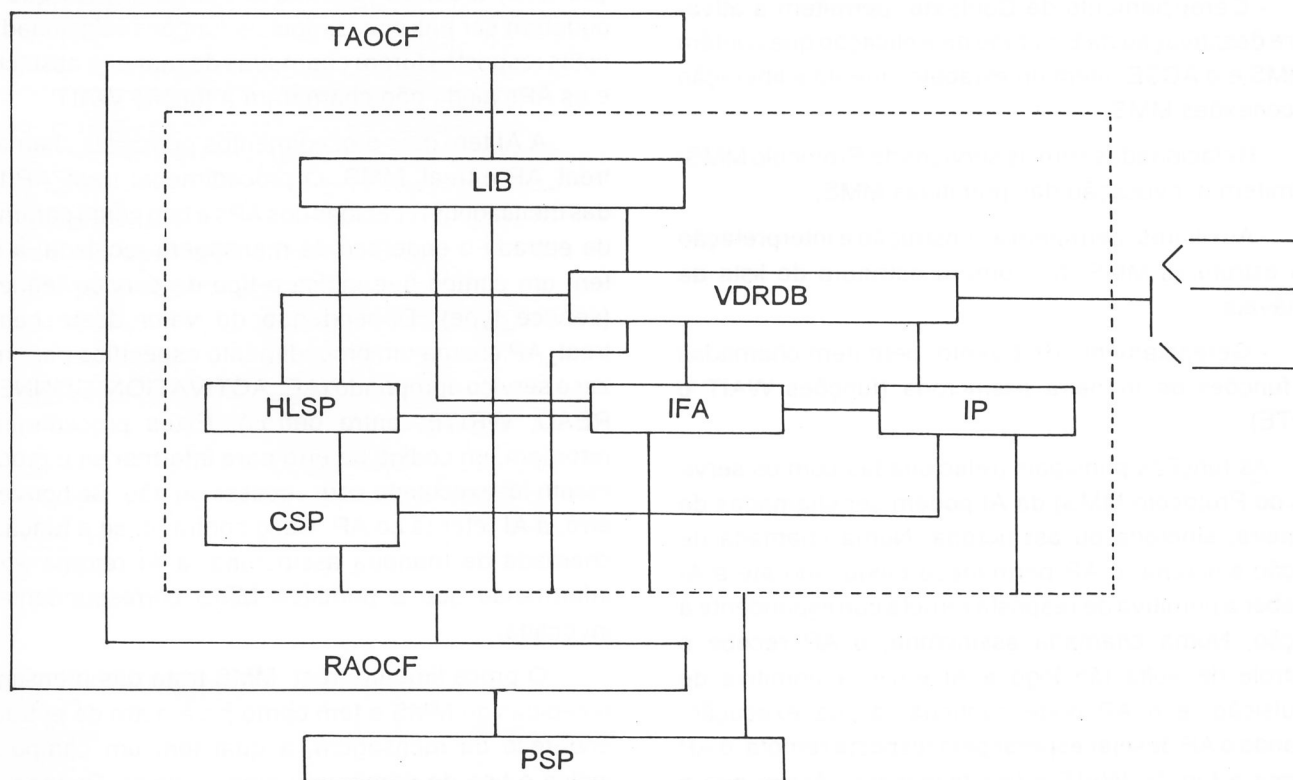 TAOCF
LIB
VDRDB
HLSP
IFA
IP
CSP
RAOCF
PSP